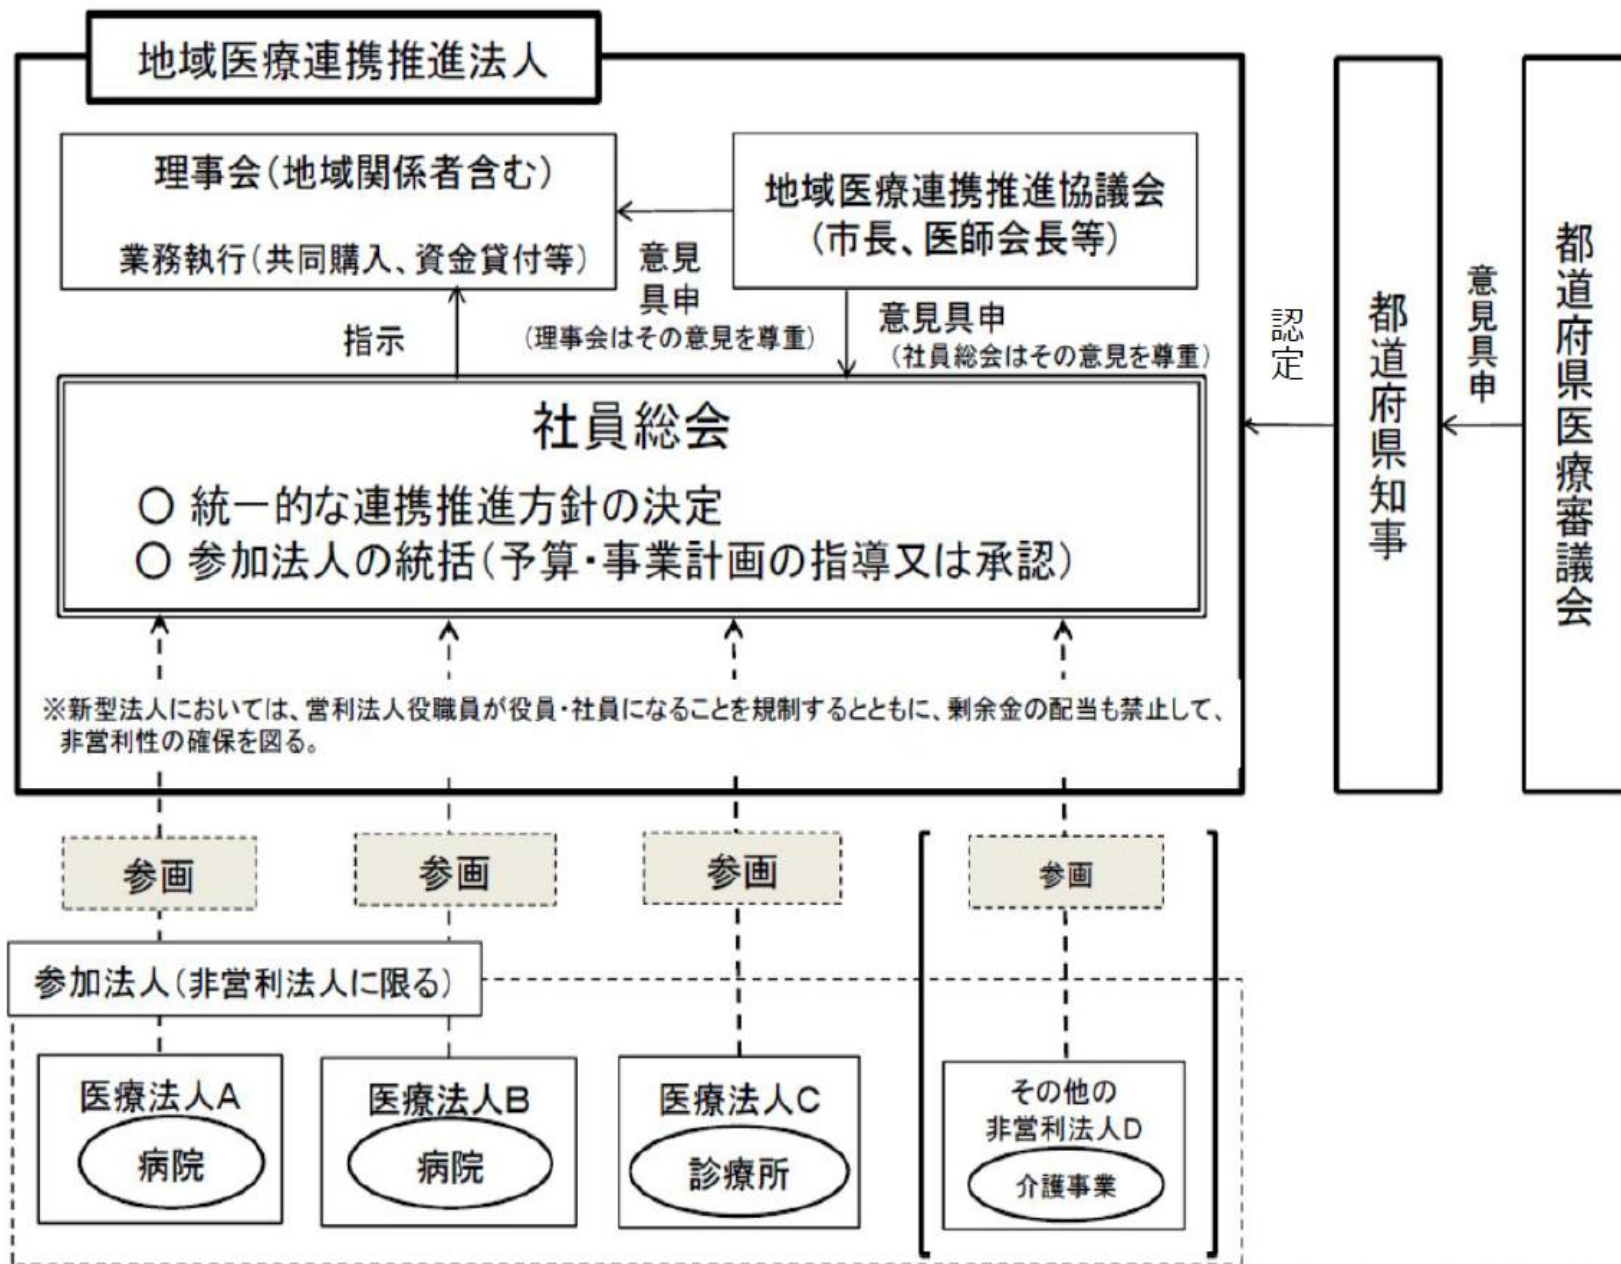 地域医療連携推進法人
理事会(地域関係者含む)
業務執行(共同購入、資金貸付等)
地域医療連携推進協議会
(市長、医師会長等)
意見
具申
(理事会はその意見を尊重)
指示
意見具申
(社員総会はその意見を尊重)
社員総会
○ 統一的な連携推進方針の決定
○ 参加法人の統括(予算・事業計画の指導又は承認)
※新型法人においては、営利法人役職員が役員・社員になることを規制するとともに、剰余金の配当も禁止して、
非営利性の確保を図る。
認定
都道府県知事
意見具申
都道府県医療審議会
参画
参画
参画
参画
参加法人(非営利法人に限る)
医療法人A
病院
医療法人B
病院
医療法人C
診療所
その他の
非営利法人D
介護事業